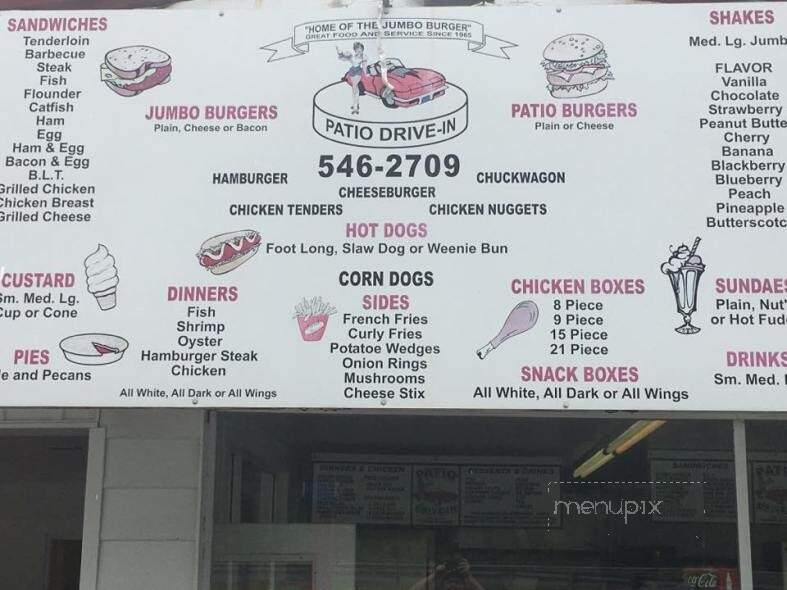 SANDWICHES
Tenderloin
Barbecue
Steak
Fish
Flounder
Catfish
Ham
Egg
Ham & Egg
Bacon & Egg
B.L.T.
Grilled Chicken
Chicken Breast
Grilled Cheese
JUMBO BURGERS
Plain, Cheese or Bacon
"HOME OF THE JUMBO BURGER"
GREAT FOOD AND SERVICE SINCE 1965
PATIO DRIVE-IN
546-2709
PATIO BURGERS
Plain or Cheese
HAMBURGER
CHEESEBURGER
CHUCKWAGON
CHICKEN TENDERS
CHICKEN NUGGETS
HOT DOGS
Foot Long, Slaw Dog or Weenie Bun
CORN DOGS
SHAKES
Med. Lg. Jumb
FLAVOR
Vanilla
Chocolate
Strawberry
Peanut Butte
Cherry
Banana
Blackberry
Blueberry
Peach
Pineapple
Butterscotc
CUSTARD
Sm. Med. Lg.
Cup or Cone
PIES
e and Pecans
DINNERS
Fish
Shrimp
Oyster
Hamburger Steak
Chicken
All White, All Dark or All Wings
SIDES
French Fries
Curly Fries
Potatoe Wedges
Onion Rings
Mushrooms
Cheese Stix
CHICKEN BOXES
8 Piece
9 Piece
15 Piece
21 Piece
SNACK BOXES
All White, All Dark or All Wings
SUNDAES
Plain, Nut'
or Hot Fud
DRINKS
Sm. Med.
DINNERS & CHICKEN
DESSERTS & DRINKS
SANDWICHES
menupix
Coca-Cola